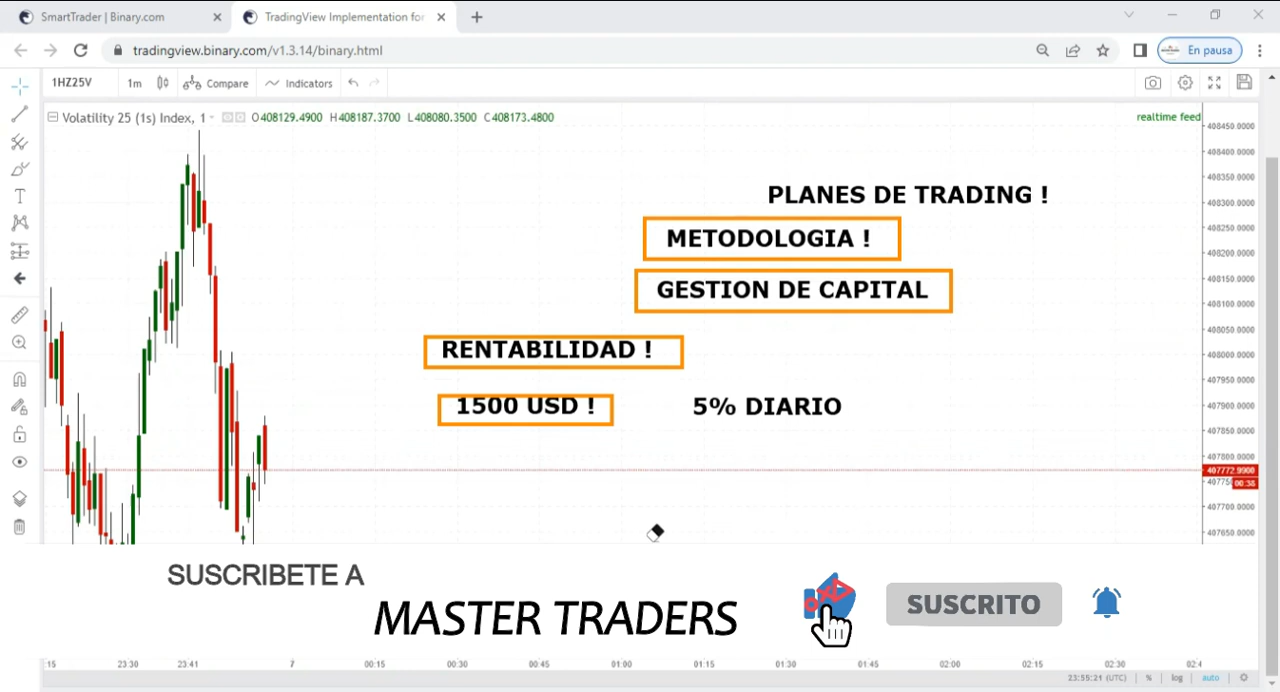 SmartTrader | Binary.com
TradingView Implementation for
tradingview.binary.com/v1.3.14/binary.html
En pausa
1HZ25V
1m
Compare
Indicators
Volatility 25 (1s) Index, 1
O408129.4900 H408187.3700 L408080.3500 C408173.4800
realtime feed
408450.0000
408400.0000
408350.0000
PLANES DE TRADING !
408300.0000
METODOLOGIA !
408250.0000
408200.0000
408150.0000
GESTION DE CAPITAL
408100.0000
408050.0000
RENTABILIDAD !
408000.0000
407950.0000
1500 USD !
5% DIARIO
407900.0000
407850.0000
407800.0000
407772.9900
00:38
407700.0000
407650.0000
SUSCRIBETE A
MASTER TRADERS
SUSCRITO
:15 23:30 23:41 7 00:15 00:30 00:45 01:00 01:15 01:30 01:45 02:00 02:15 02:30 02:4
23:55:21 (UTC) % log auto